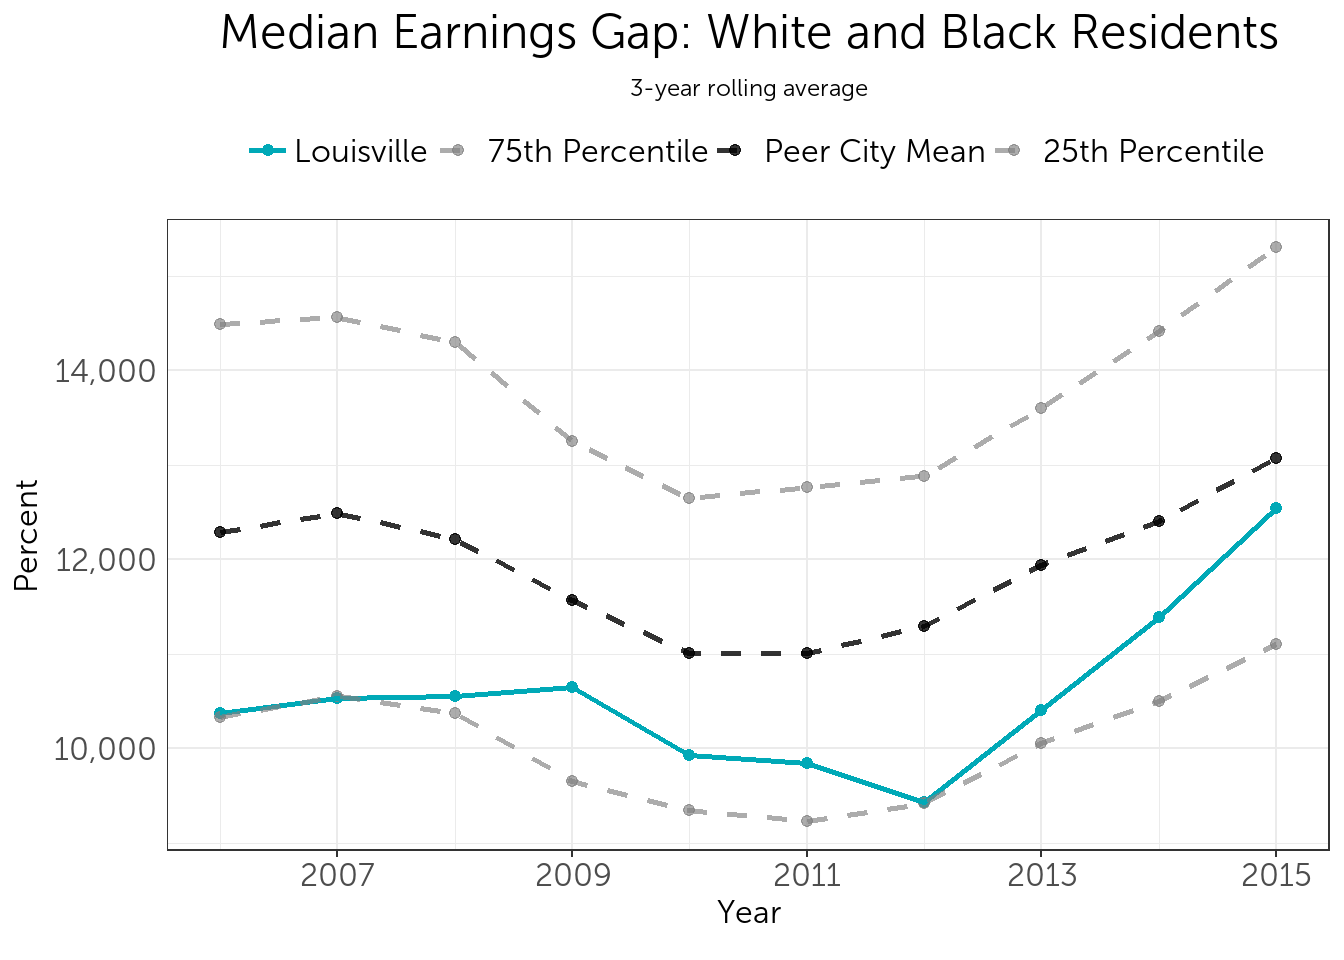 Median Earnings Gap: White and Black Residents
3-year rolling average
Louisville 75th Percentile Peer City Mean 25th Percentile
14,000
12,000
10,000
Percent
2007 2009 2011 2013 2015
Year